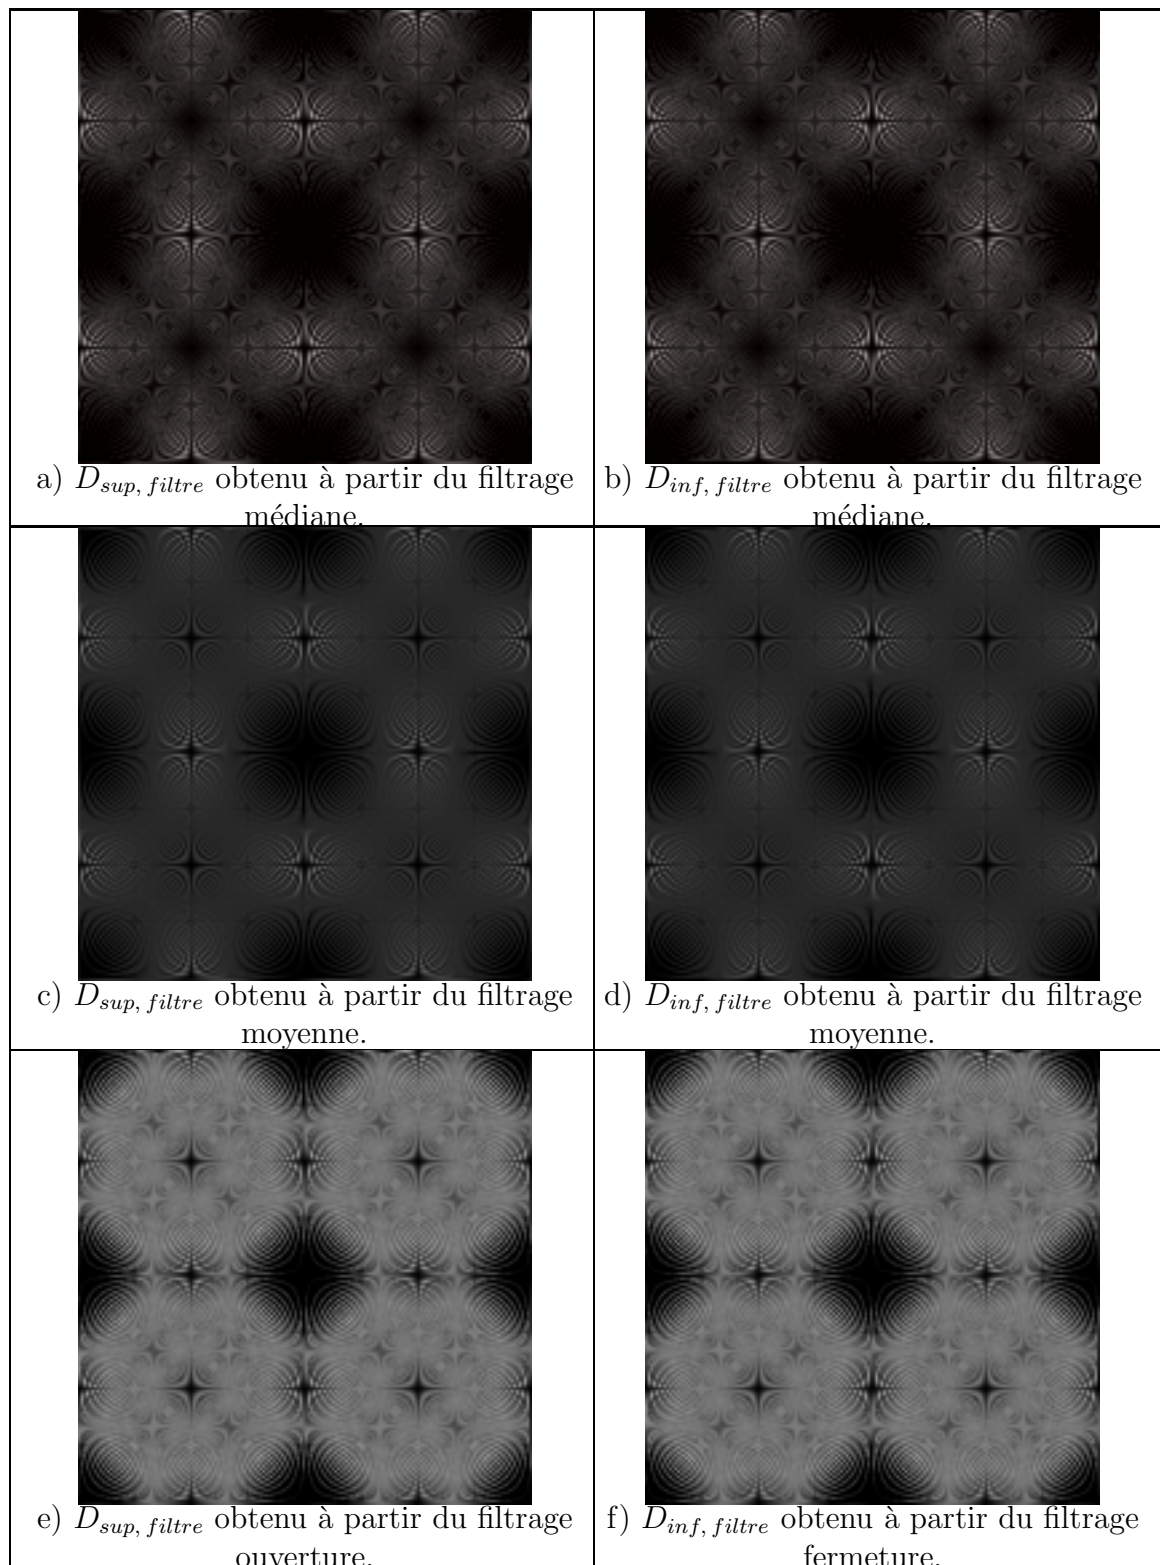 a) D_{sup, filtre} obtenu à partir du filtrage
médiane.
b) D_{inf, filtre} obtenu à partir du filtrage
médiane.
c) D_{sup, filtre} obtenu à partir du filtrage
moyenne.
d) D_{inf, filtre} obtenu à partir du filtrage
moyenne.
e) D_{sup, filtre} obtenu à partir du filtrage
ouverture.
f) D_{inf, filtre} obtenu à partir du filtrage
fermeture.